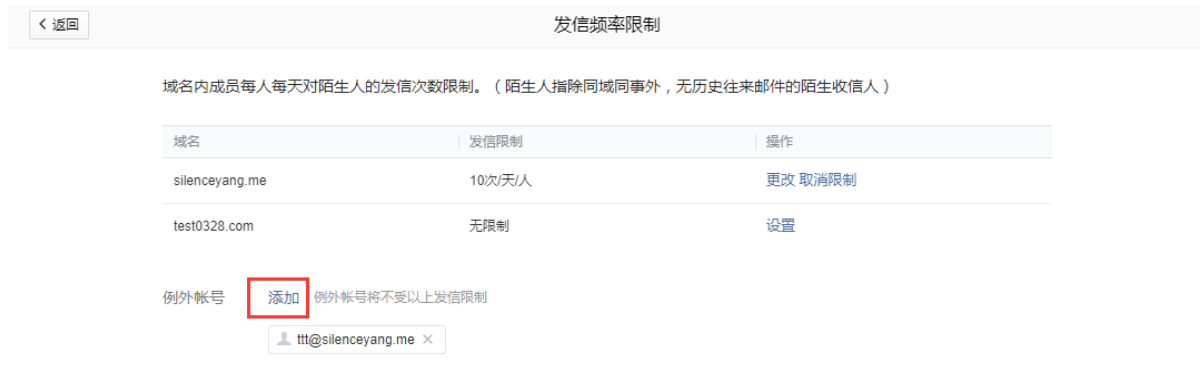 返回
发信频率限制
域名内成员每人每天对陌生人的发信次数限制。（陌生人指除同域同事外，无历史往来邮件的陌生收信人）
域名 发信限制 操作
silenceyang.me 10次/天/人 更改 取消限制
test0328.com 无限制 设置
例外帐号 添加 例外帐号将不受以上发信限制
ttt@silenceyang.me